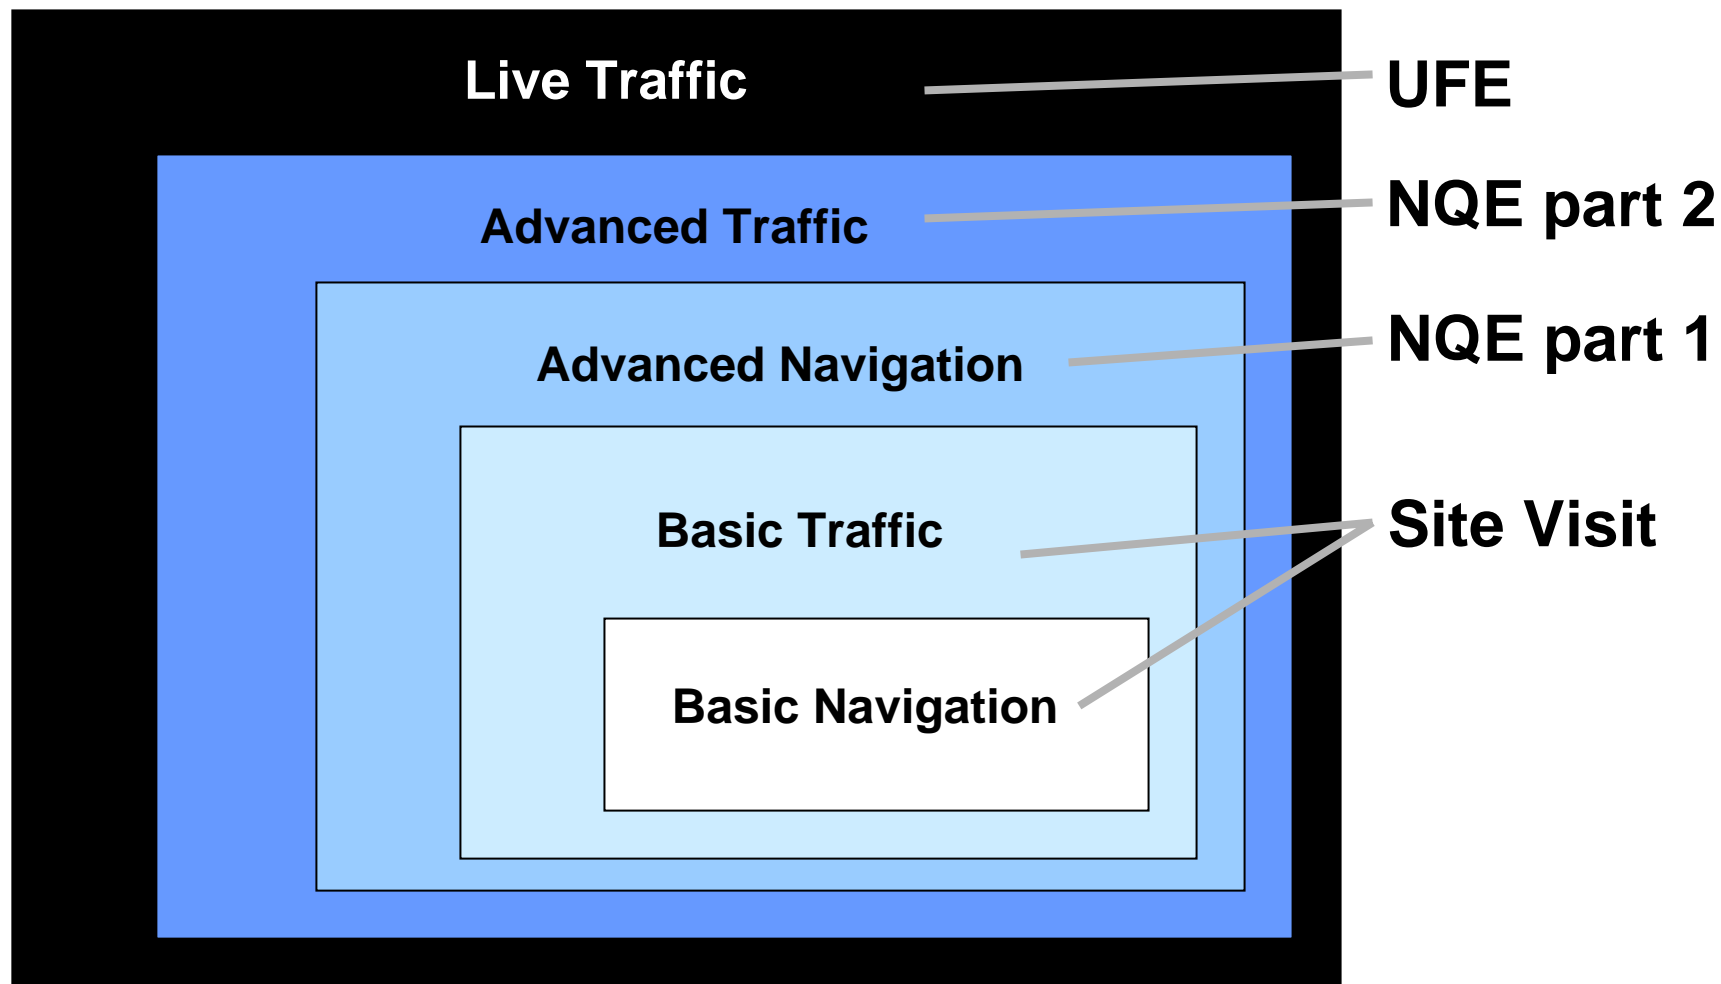 Live Traffic
UFE
Advanced Traffic
NQE part 2
Advanced Navigation
NQE part 1
Basic Traffic
Site Visit
Basic Navigation